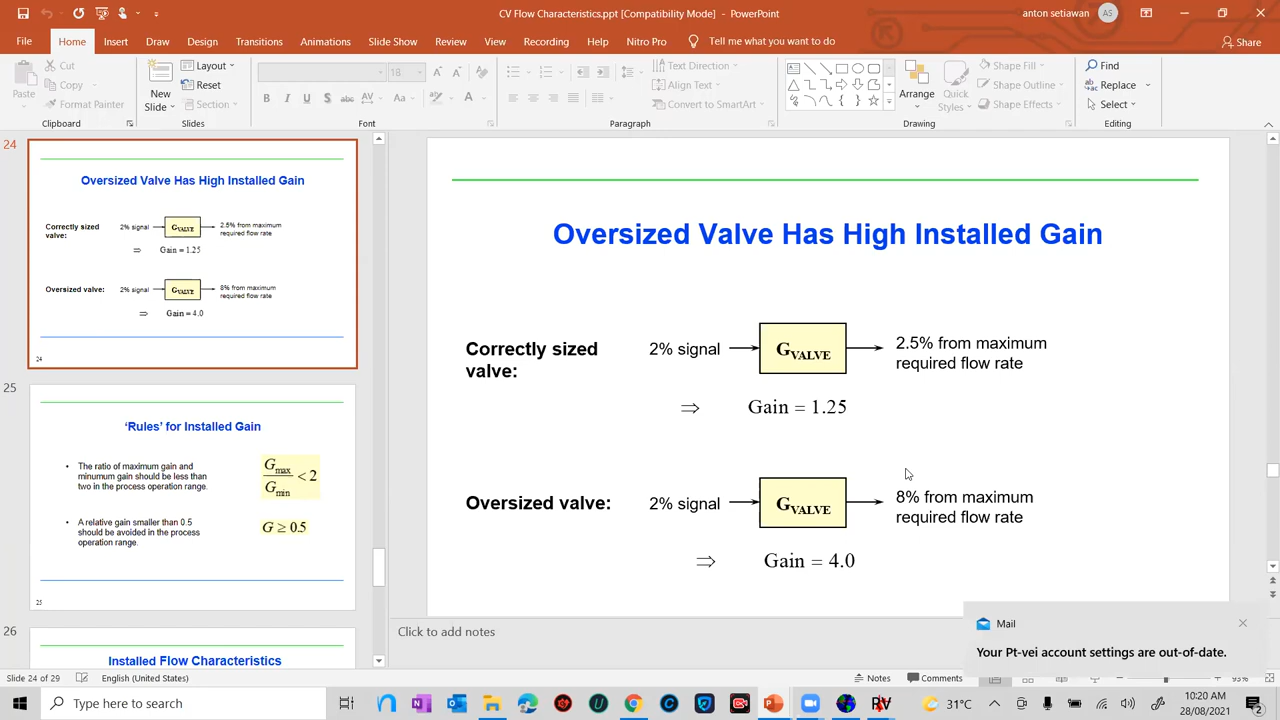 CV Flow Characteristics.ppt [Compatibility Mode] - PowerPoint
anton setiawan AS
File Home Insert Draw Design Transitions Animations Slide Show Review View Recording Help Nitro Pro Tell me what you want to do Share
Paste
Cut
Copy
Format Painter
Clipboard
New Slide
Layout
Reset
Section
Slides
18
B I U S abc AV Aa A
Font
Text Direction
Align Text
Convert to SmartArt
Paragraph
Arrange
Quick Styles
Shape Fill
Shape Outline
Shape Effects
Drawing
Find
Replace
Select
Editing
24
Oversized Valve Has High Installed Gain
Correctly sized
valve:
2% signal
GVALVE
2.5% from maximum
required flow rate
⇒ Gain = 1.25
Oversized valve:
2% signal
GVALVE
8% from maximum
required flow rate
⇒ Gain = 4.0
24
25
‘Rules’ for Installed Gain
• The ratio of maximum gain and
minumum gain should be less than
two in the process operation range.
Gmax / Gmin < 2
• A relative gain smaller than 0.5
should be avoided in the process
operation range.
G ≥ 0.5
25
26
Installed Flow Characteristics
Oversized Valve Has High Installed Gain
Correctly sized
valve:
2% signal
GVALVE
2.5% from maximum
required flow rate
⇒ Gain = 1.25
Oversized valve:
2% signal
GVALVE
8% from maximum
required flow rate
⇒ Gain = 4.0
Click to add notes
Mail
Your Pt-vei account settings are out-of-date.
Slide 24 of 29 English (United States) Notes Comments 93%
Type here to search
RV
31°C
10:20 AM
28/08/2021
2